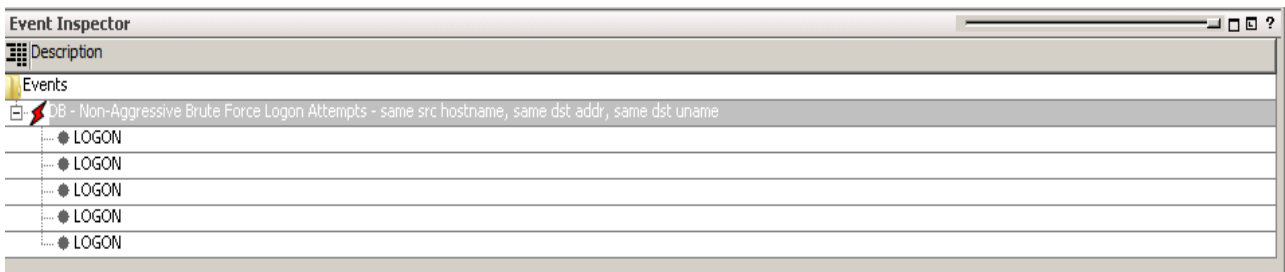 Event Inspector ?
Description
Events
DB - Non-Aggressive Brute Force Logon Attempts - same src hostname, same dst addr, same dst uname
LOGON
LOGON
LOGON
LOGON
LOGON